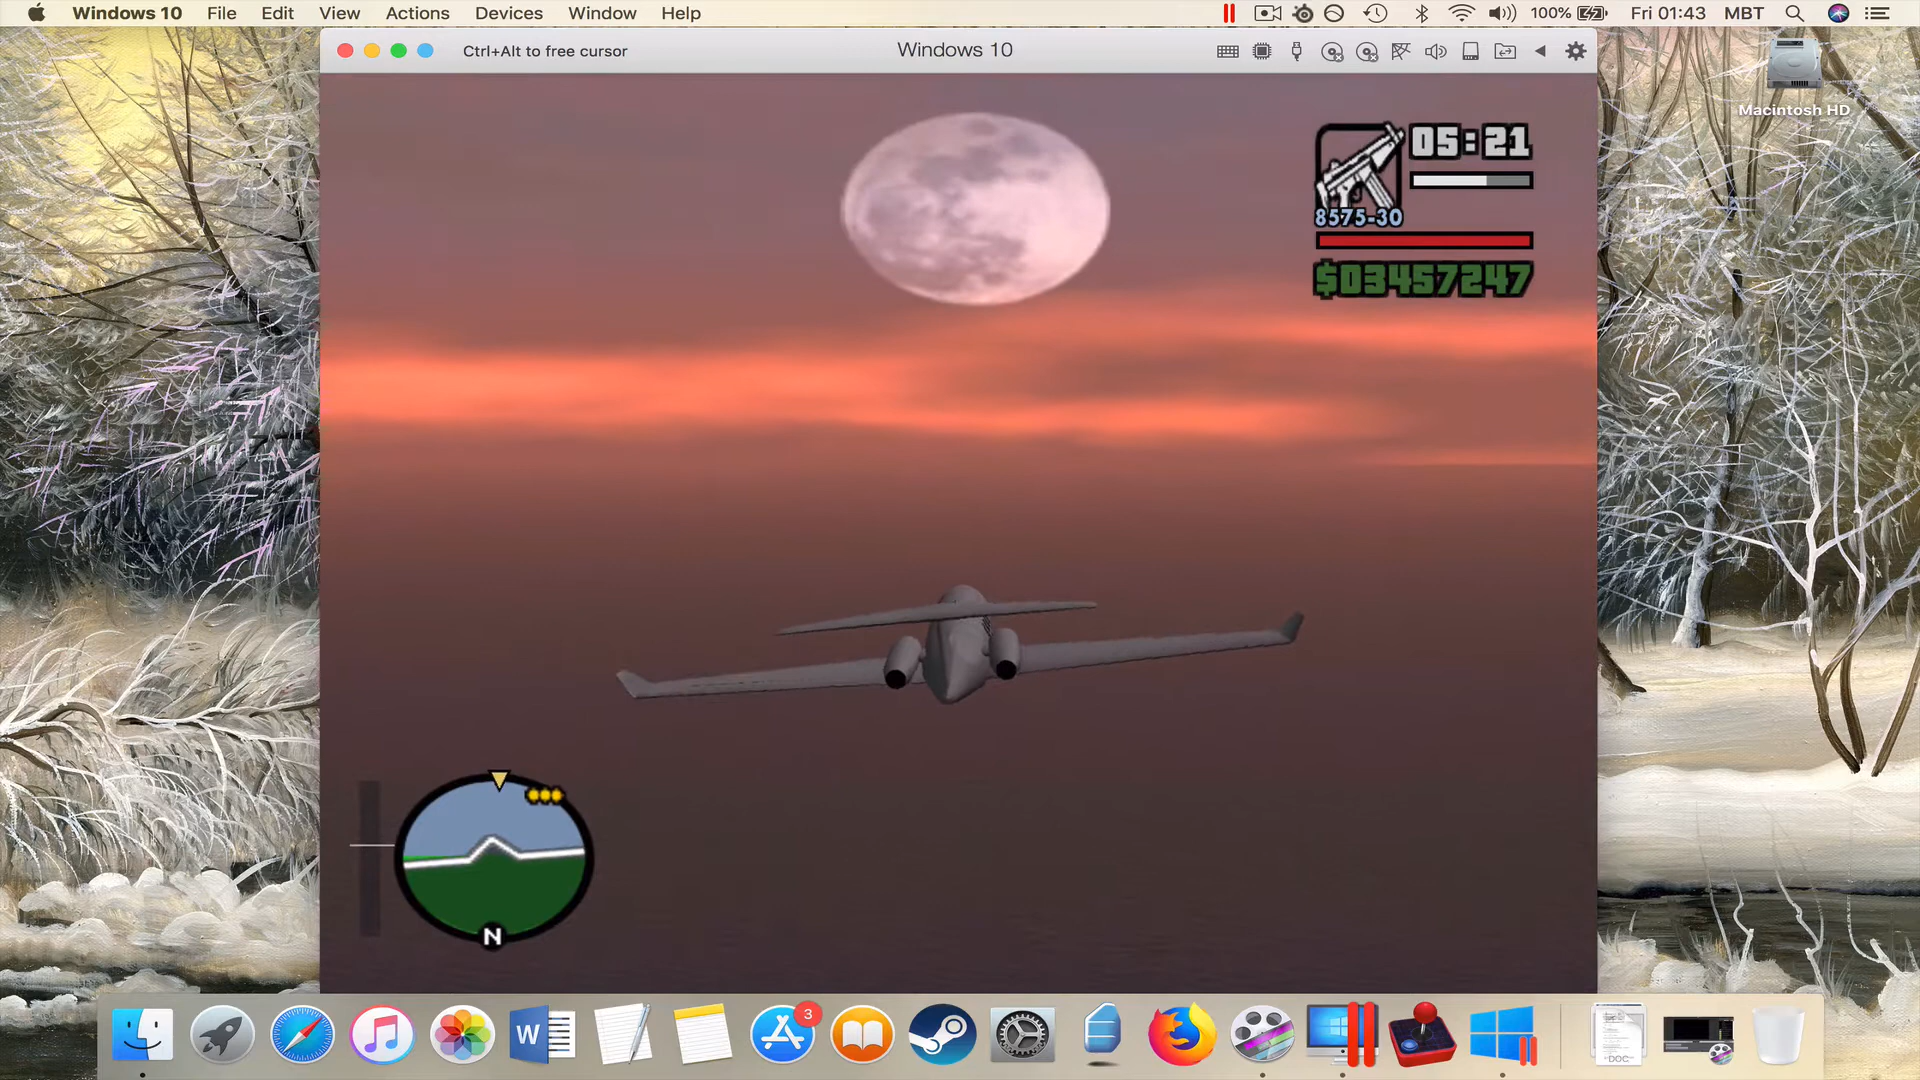 Windows 10 File Edit View Actions Devices Window Help 100% Fri 01:43 MBT
Ctrl+Alt to free cursor Windows 10
Macintosh HD
05:21
8575-30
$03457247
N
W
3
DOC